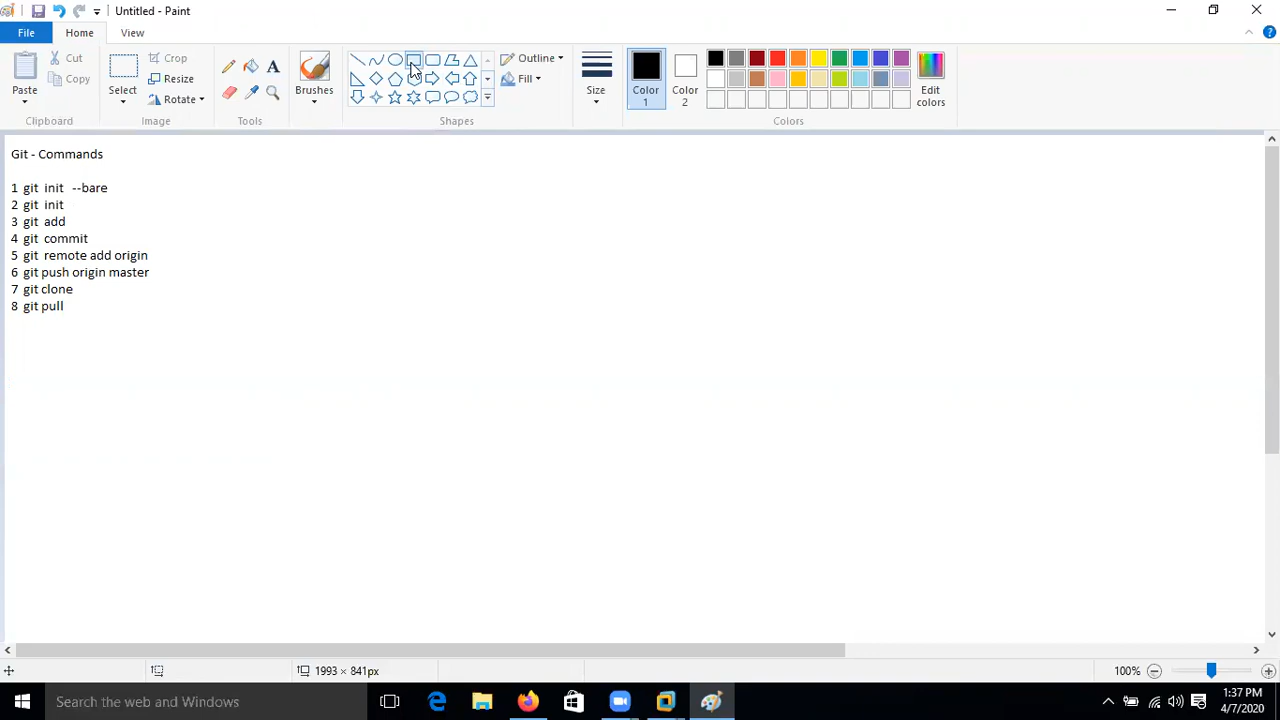 Untitled - Paint
File
Home
View
Paste
Cut
Copy
Clipboard
Select
Crop
Resize
Rotate
Image
A
Tools
Brushes
Shapes
Outline
Fill
Size
Color 1
Color 2
Edit colors
Colors
Git - Commands
1 git init --bare
2 git init
3 git add
4 git commit
5 git remote add origin
6 git push origin master
7 git clone
8 git pull
1993 × 841px
100%
Search the web and Windows
1:37 PM
4/7/2020